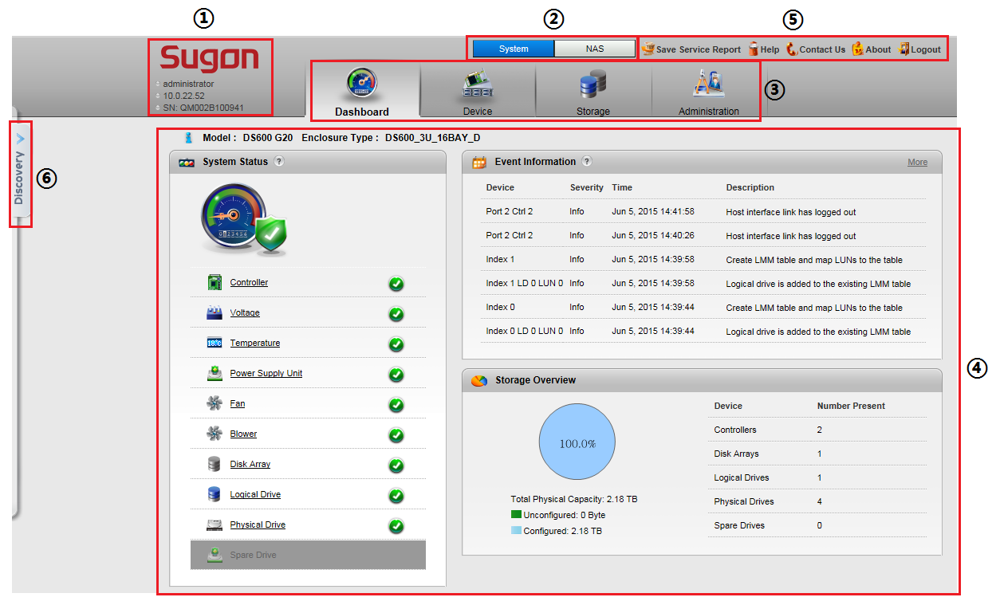 ① ② ⑤
Sugon
administrator
10.0.22.52
SN: QM002B100941
System NAS
Save Service Report Help Contact Us About Logout
Dashboard Device Storage Administration ③
Discovery ⑥
Model : DS600 G20 Enclosure Type : DS600_3U_16BAY_D
System Status ?
Controller
Voltage
18°c Temperature
Power Supply Unit
Fan
Blower
Disk Array
Logical Drive
Physical Drive
Spare Drive
Event Information ? More
Device Severity Time Description
Port 2 Ctrl 2 Info Jun 5, 2015 14:41:58 Host interface link has logged out
Port 2 Ctrl 2 Info Jun 5, 2015 14:40:26 Host interface link has logged out
Index 1 Info Jun 5, 2015 14:39:58 Create LMM table and map LUNs to the table
Index 1 LD 0 LUN 0 Info Jun 5, 2015 14:39:58 Logical drive is added to the existing LMM table
Index 0 Info Jun 5, 2015 14:39:44 Create LMM table and map LUNs to the table
Index 0 LD 0 LUN 0 Info Jun 5, 2015 14:39:44 Logical drive is added to the existing LMM table
④
Storage Overview
100.0%
Total Physical Capacity: 2.18 TB
Unconfigured: 0 Byte
Configured: 2.18 TB
Device Number Present
Controllers 2
Disk Arrays 1
Logical Drives 1
Physical Drives 4
Spare Drives 0